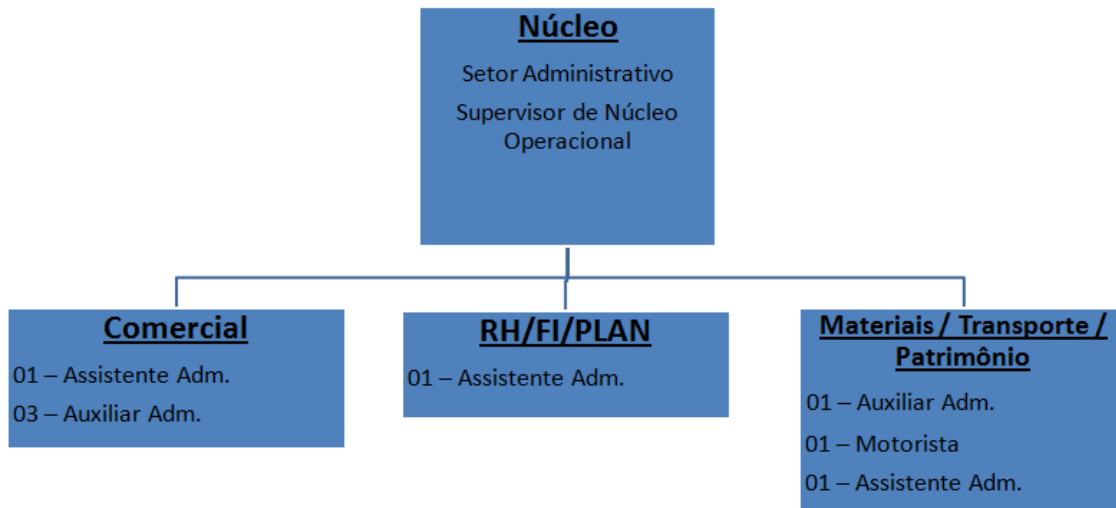 Núcleo
Setor Administrativo
Supervisor de Núcleo
Operacional
Comercial
01 – Assistente Adm.
03 – Auxiliar Adm.
RH/FI/PLAN
01 – Assistente Adm.
Materiais / Transporte /
Patrimônio
01 – Auxiliar Adm.
01 – Motorista
01 – Assistente Adm.